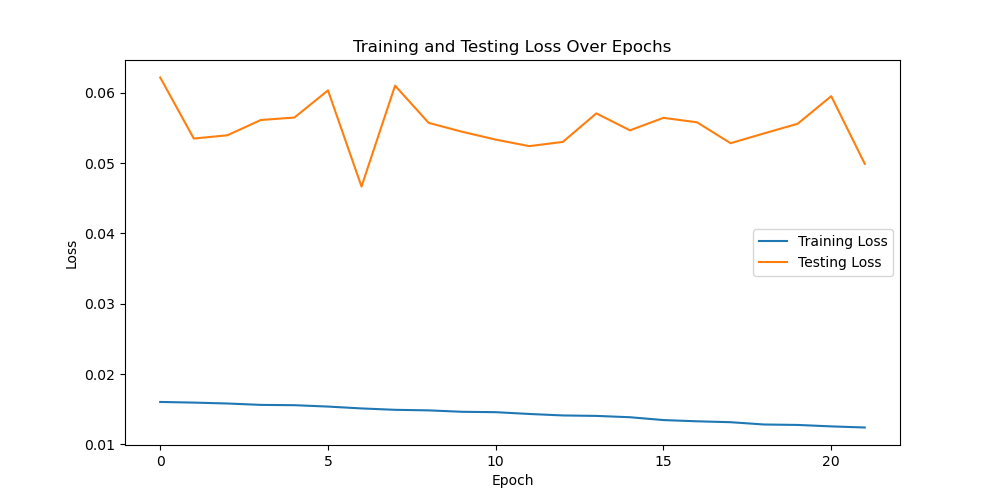 Training and Testing Loss Over Epochs
0.06
0.05
0.04
0.03
0.02
0.01
Loss
Training Loss
Testing Loss
0 5 10 15 20
Epoch